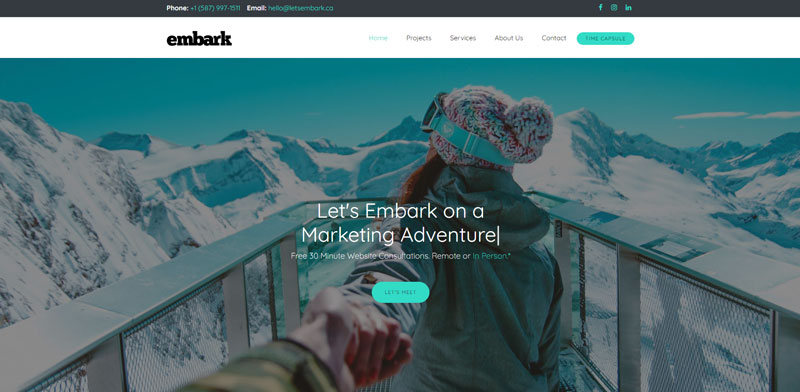 Phone: +1 (587) 997-1511 Email: hello@letsembark.ca
embark
Home Projects Services About Us Contact TIME CAPSULE
Let's Embark on a
Marketing Adventure|
Free 30 Minute Website Consultations. Remote or In Person.*
LET'S MEET